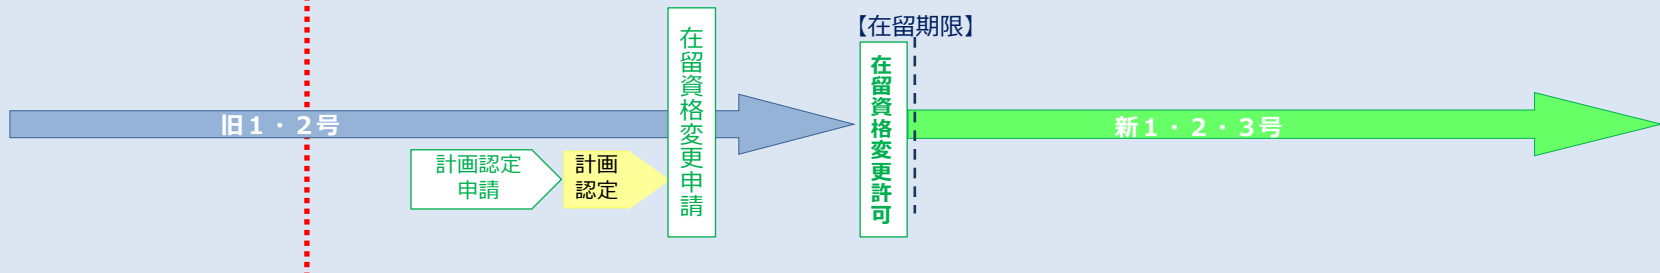 【在留期限】
旧１・２号
計画認定
申請
計画
認定
在留資格変更申請
在留資格変更許可
新１・２・３号